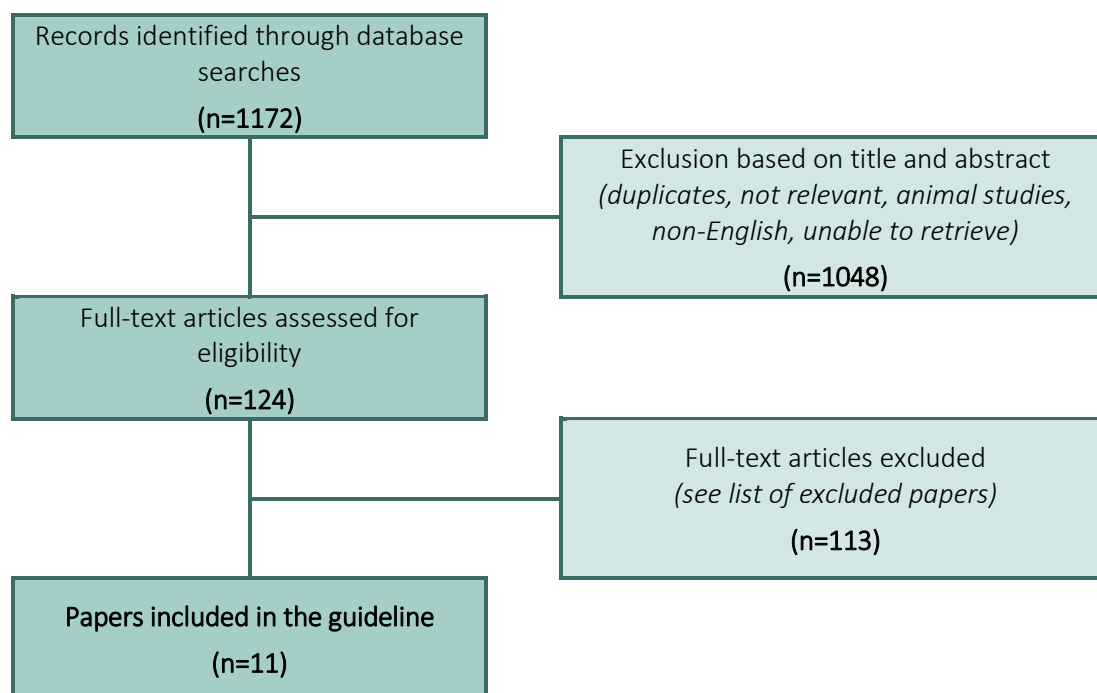 Records identified through database
searches
(n=1172)
Exclusion based on title and abstract
(duplicates, not relevant, animal studies,
non-English, unable to retrieve)
(n=1048)
Full-text articles assessed for
eligibility
(n=124)
Full-text articles excluded
(see list of excluded papers)
(n=113)
Papers included in the guideline
(n=11)